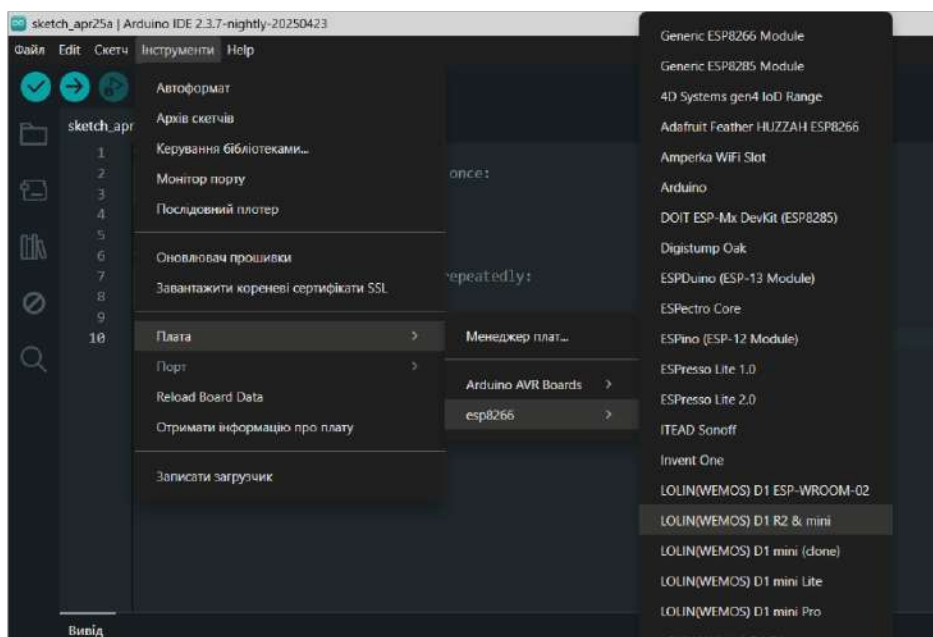 sketch_apr25a | Arduino IDE 2.3.7-nightly-20250423
Файл Edit Скетч Інструменти Help
sketch_apr
1
2
3
4
5
6
7
8
9
10
once:
repeatedly:
Автоформат
Архів скетчів
Керування бібліотеками...
Монітор порту
Послідовний плотер
Оновлювач прошивки
Завантажити кореневі сертифікати SSL
Плата
Порт
Reload Board Data
Отримати інформацію про плату
Записати загрузчик
Менеджер плат...
Arduino AVR Boards
esp8266
Generic ESP8266 Module
Generic ESP8285 Module
4D Systems gen4 IoD Range
Adafruit Feather HUZZAH ESP8266
Amperka WiFi Slot
Arduino
DOIT ESP-Mx DevKit (ESP8285)
Digistump Oak
ESPDuino (ESP-13 Module)
ESPectro Core
ESPino (ESP-12 Module)
ESPresso Lite 1.0
ESPresso Lite 2.0
ITEAD Sonoff
Invent One
LOLIN(WEMOS) D1 ESP-WROOM-02
LOLIN(WEMOS) D1 R2 & mini
LOLIN(WEMOS) D1 mini (clone)
LOLIN(WEMOS) D1 mini Lite
LOLIN(WEMOS) D1 mini Pro
Вивід